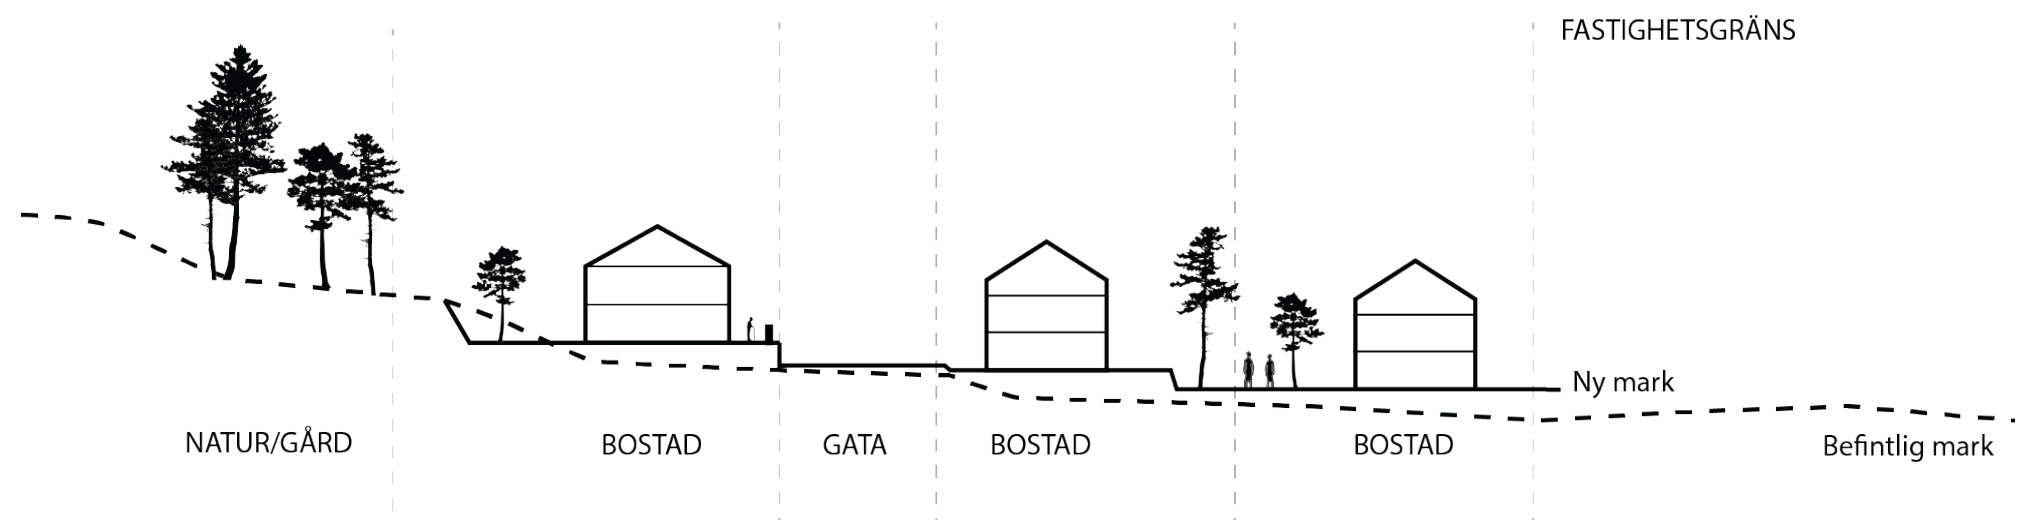 FASTIGHETSGRÄNS
Ny mark
NATUR/GÅRD
BOSTAD
GATA
BOSTAD
BOSTAD
Befintlig mark